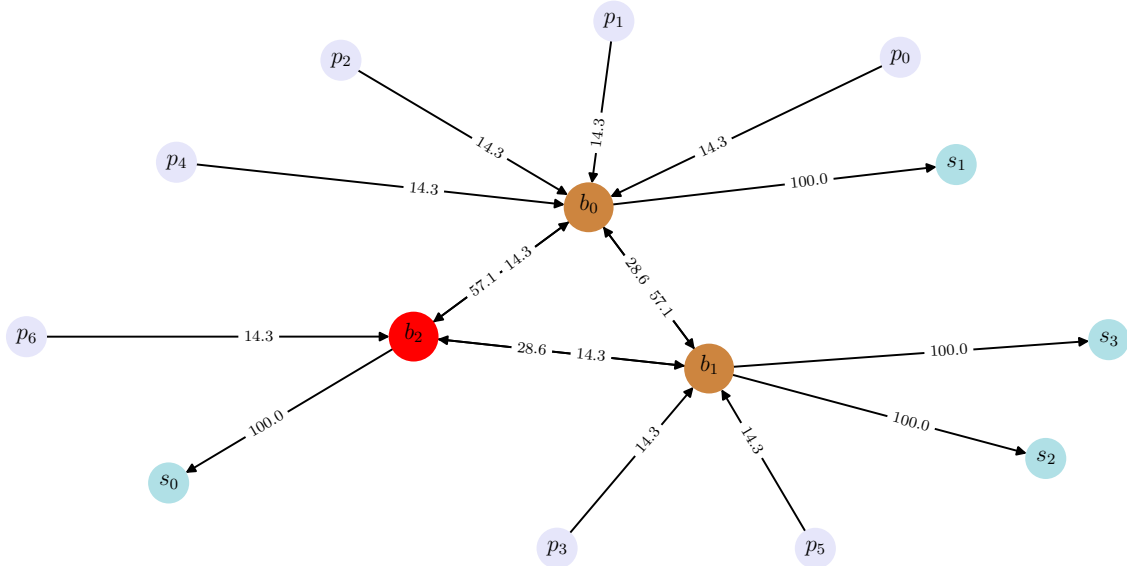 p₁
p₂
p₀
14.3
14.3
14.3
p₄
14.3
s₁
100.0
b₀
57.1
14.3
28.6
57.1
p₆
14.3
b₂
28.6
14.3
b₁
100.0
s₃
100.0
100.0
s₂
s₀
14.3
14.3
p₃
p₅